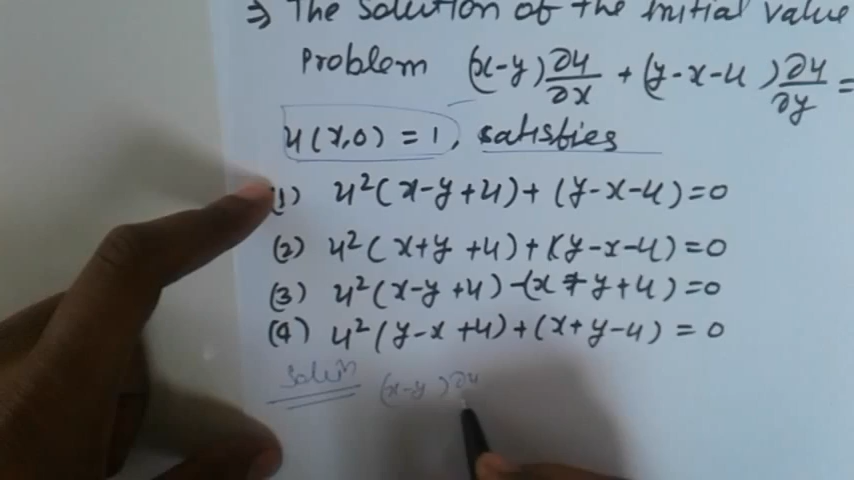 ⇒ The solution of the initial value
Problem (x-y) ∂u/∂x + (y-x-u) ∂u/∂y =
u(x,0) = 1, satisfies
(1) u²(x-y+u) + (y-x-u) = 0
(2) u²(x+y+u) + (y-x-u) = 0
(3) u²(x-y+u) - (x+y+u) = 0
(4) u²(y-x+u) + (x+y-u) = 0
Solun (x-y) ∂u